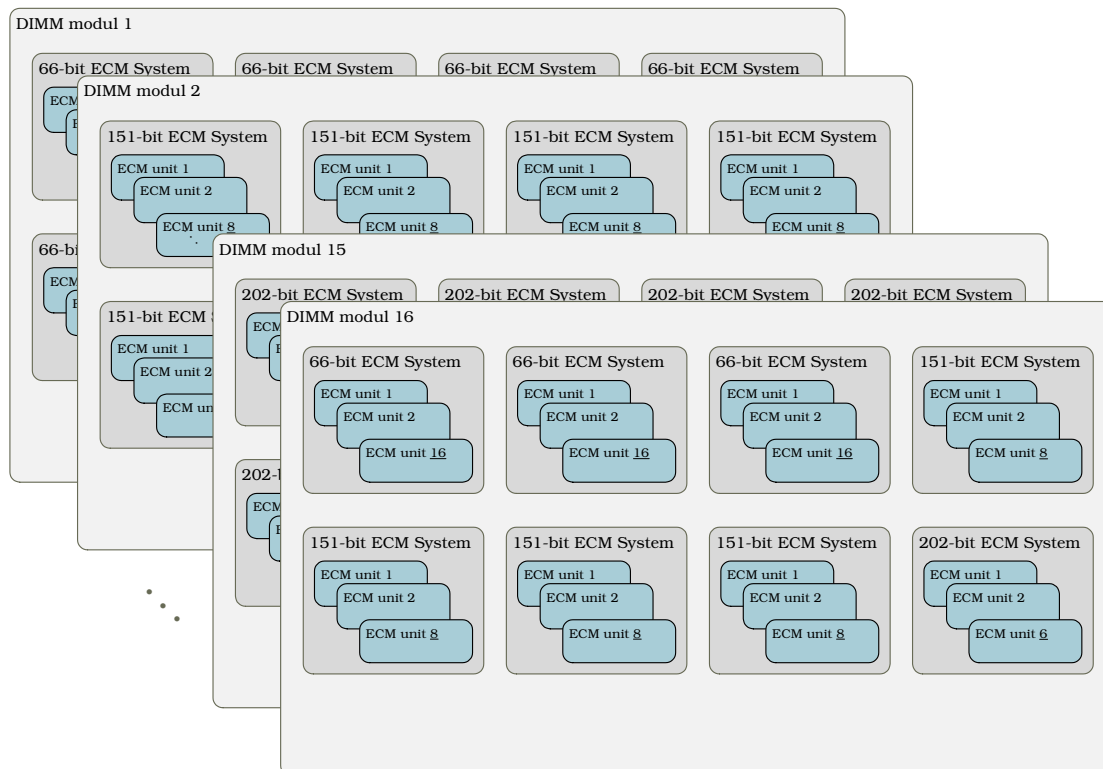 DIMM modul 1
66-bit ECM System 66-bit ECM System 66-bit ECM System 66-bit ECM System
DIMM modul 2
151-bit ECM System 151-bit ECM System 151-bit ECM System 151-bit ECM System
ECM unit 1 ECM unit 1 ECM unit 1 ECM unit 1
ECM unit 2 ECM unit 2 ECM unit 2 ECM unit 2
ECM unit 8 ECM unit 8 ECM unit 8 ECM unit 8
66-bit
151-bit ECM
ECM unit 1
ECM unit 2
ECM
DIMM modul 15
202-bit ECM System 202-bit ECM System 202-bit ECM System 202-bit ECM System
202-bit
DIMM modul 16
66-bit ECM System 66-bit ECM System 66-bit ECM System 151-bit ECM System
ECM unit 1 ECM unit 1 ECM unit 1 ECM unit 1
ECM unit 2 ECM unit 2 ECM unit 2 ECM unit 2
ECM unit 16 ECM unit 16 ECM unit 16 ECM unit 8
151-bit ECM System 151-bit ECM System 151-bit ECM System 202-bit ECM System
ECM unit 1 ECM unit 1 ECM unit 1 ECM unit 1
ECM unit 2 ECM unit 2 ECM unit 2 ECM unit 2
ECM unit 8 ECM unit 8 ECM unit 8 ECM unit 6